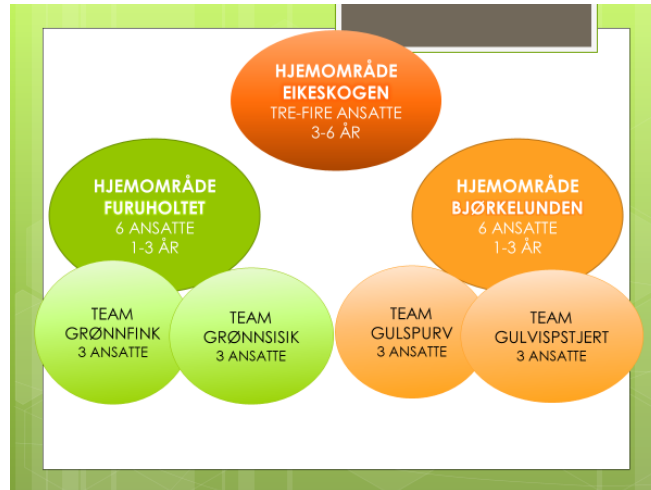 HJEMOMRÅDE
EIKESKOGEN
TRE-FIRE ANSATTE
3-6 ÅR
HJEMOMRÅDE
FURUHOLTET
6 ANSATTE
1-3 ÅR
HJEMOMRÅDE
BJØRKELUNDEN
6 ANSATTE
1-3 ÅR
TEAM
GRØNNFINK
3 ANSATTE
TEAM
GRØNNSISIK
3 ANSATTE
TEAM
GULSPURV
3 ANSATTE
TEAM
GULVISPSTJERT
3 ANSATTE